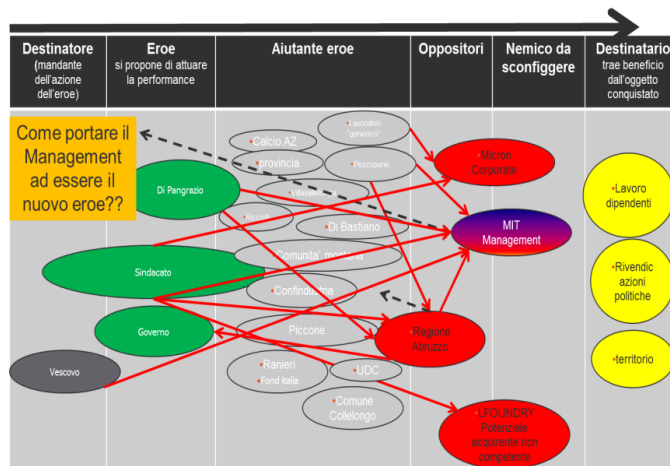 Destinatore
(mandante
dell'azione
dell'eroe)
Eroe
si propone di attuare
la performance
Aiutante eroe
Oppositori
Nemico da
sconfiggere
Destinatario
trae beneficio
dall'oggetto
conquistato
Come portare il
Management
ad essere il
nuovo eroe??
Di Pangrazio
Sindacato
Governo
Vescovo
•Lavoratori
"generico"
•Calcio AZ
•provincia
•Pezzopane
•Riccieri
•Di Bastiano
•Comunita' montana
•Confindustria
Piccone
•Ranieri
•Fond italia
•UDC
•Comune
Collelongo
•Micron
Corporate
MIT
Management
•Regione
Abruzzo
•LFOUNDRY
Potenziale
acquirente non
competente
•Lavoro
dipendenti
•Rivendic
azioni
politiche
•territorio